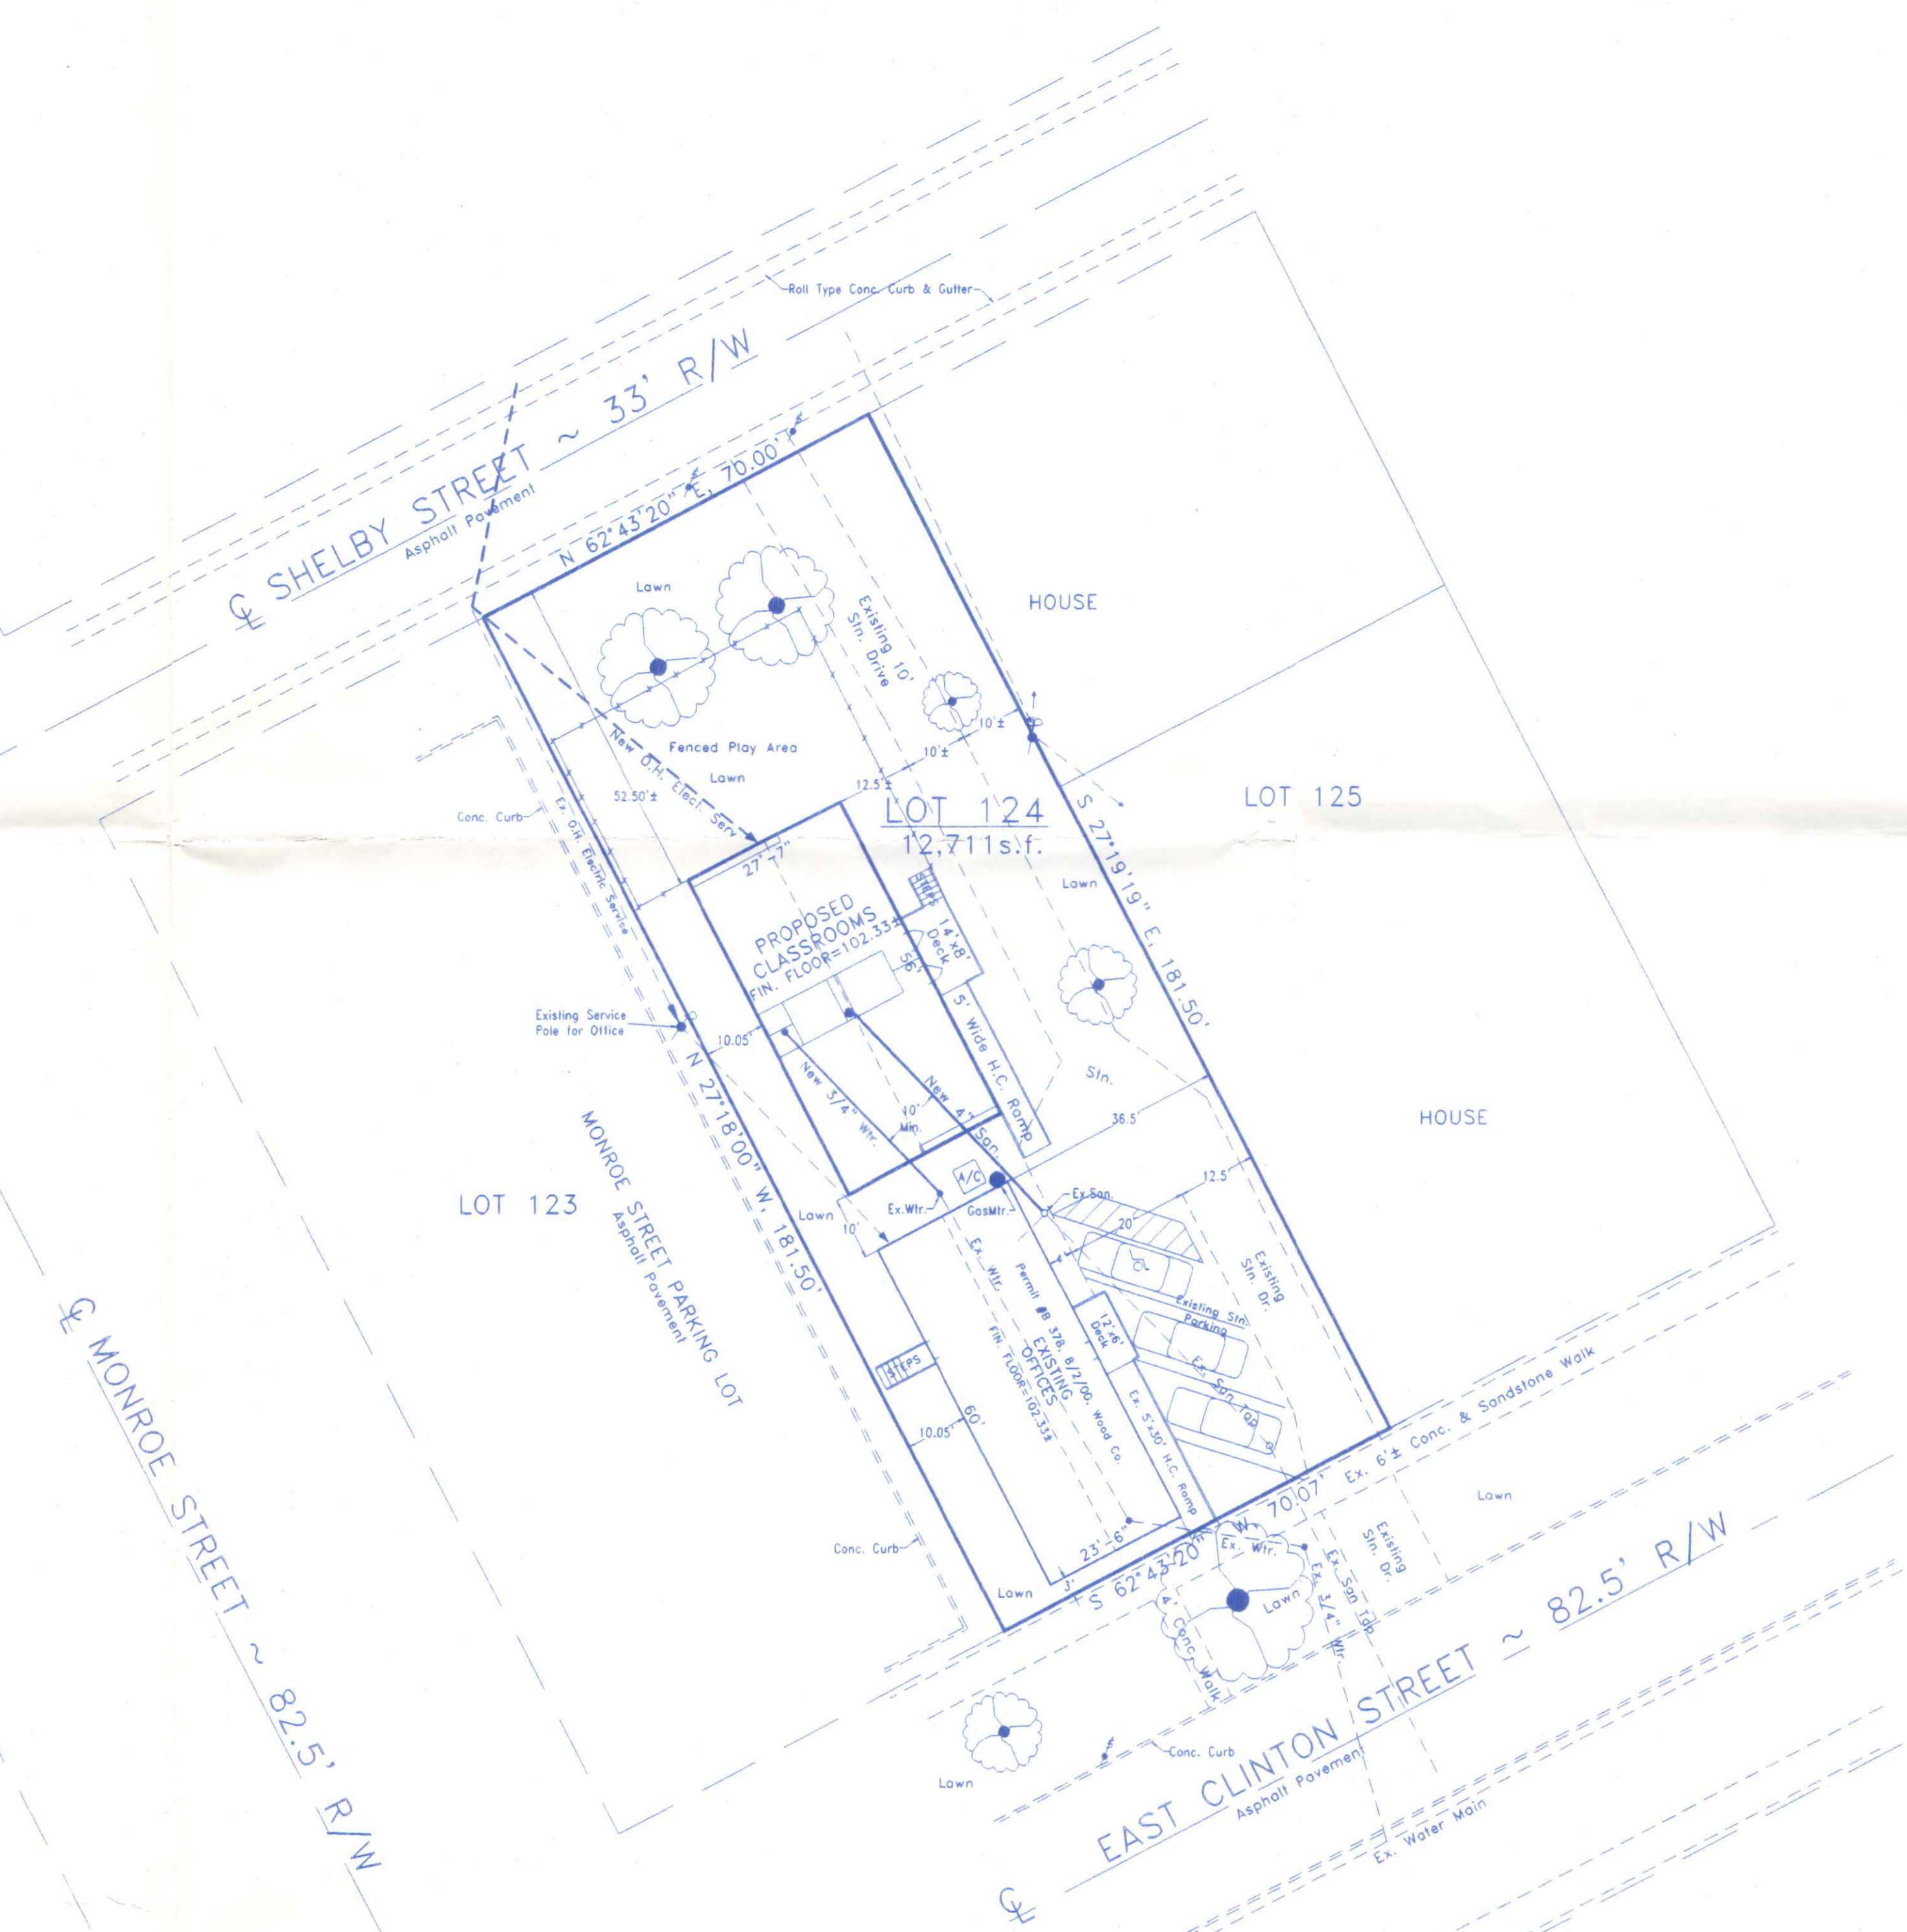 Roll Type Conc. Curb & Gutter
℄ SHELBY STREET ~ 33' R/W
Asphalt Pavement
N 62°43'20" E, 70.00'
Lawn
HOUSE
Existing 10'
Stn. Drive
10'±
10'±
Fenced Play Area
Lawn
New O.H. Elect. Serv
52.50'±
12.5'±
Conc. Curb
Ex. O.H. Electric Service
LOT 124
12,711s.f.
LOT 125
S 27°19'19" E, 181.50'
Lawn
27'-7"
STEPS
14'x8'
Deck
PROPOSED
CLASSROOMS
FIN. FLOOR=102.33±
56'
5' Wide H.C. Ramp
Existing Service
Pole for Office
10.05'
N 27°18'00" W, 181.50'
New 3/4" Wtr.
10'
Min.
New 4" San.
Stn.
36.5'
HOUSE
MONROE STREET PARKING LOT
Asphalt Pavement
LOT 123
A/C
12.5'
Lawn
10'
Ex.Wtr.
GasMtr.
Ex.San.
20'
Ex. Wtr.
Permit #B 378, 8/2/00, Wood Co.
EXISTING
OFFICES
FIN. FLOOR=102.33±
12'x6'
Deck
Existing Stn.
Parking
Existing
Stn. Dr.
℄ MONROE STREET ~ 82.5' R/W
STEPS
60'
10.05'
Ex. 5'x30' H.C. Ramp
Ex. San Tap
Ex. 6'± Conc. & Sandstone Walk
Conc. Curb
23'-6"
Lawn
3'
S 62°43'20" W, 70.07'
Ex. Wtr.
Lawn
Lawn
4' Conc. Walk
Ex. 3/4" Wtr.
Ex. San Tap
Existing
Stn. Dr.
Conc. Curb
Lawn
℄ EAST CLINTON STREET ~ 82.5' R/W
Asphalt Pavement
Ex. Water Main